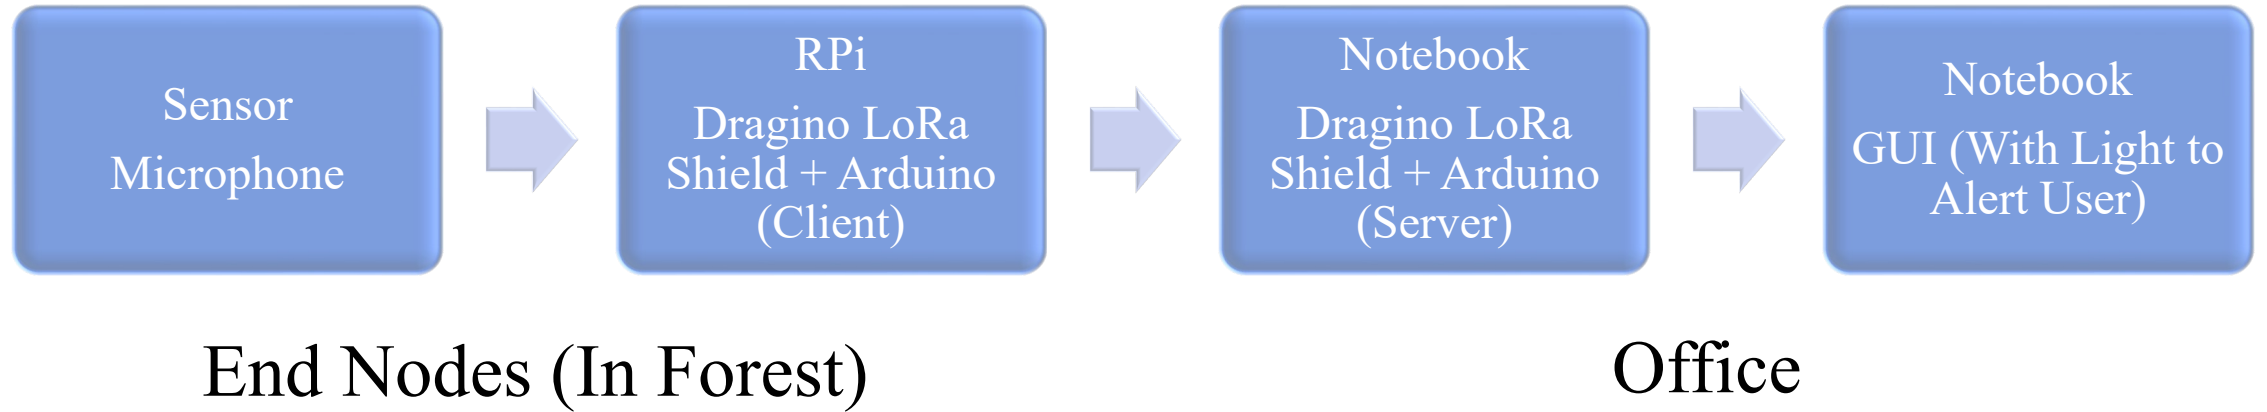 Sensor
Microphone
RPi
Dragino LoRa
Shield + Arduino
(Client)
Notebook
Dragino LoRa
Shield + Arduino
(Server)
Notebook
GUI (With Light to
Alert User)
End Nodes (In Forest)
Office